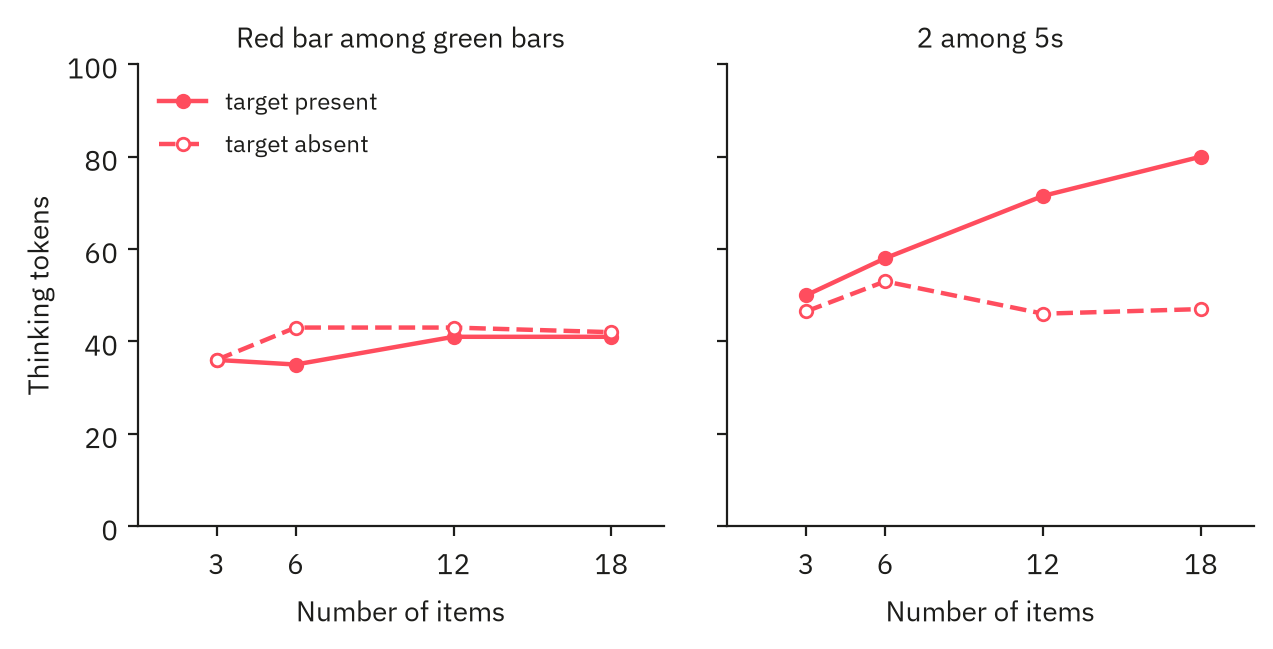 Red bar among green bars
2 among 5s
100
80
60
40
20
0
Thinking tokens
target present
target absent
3 6 12 18
3 6 12 18
Number of items
Number of items